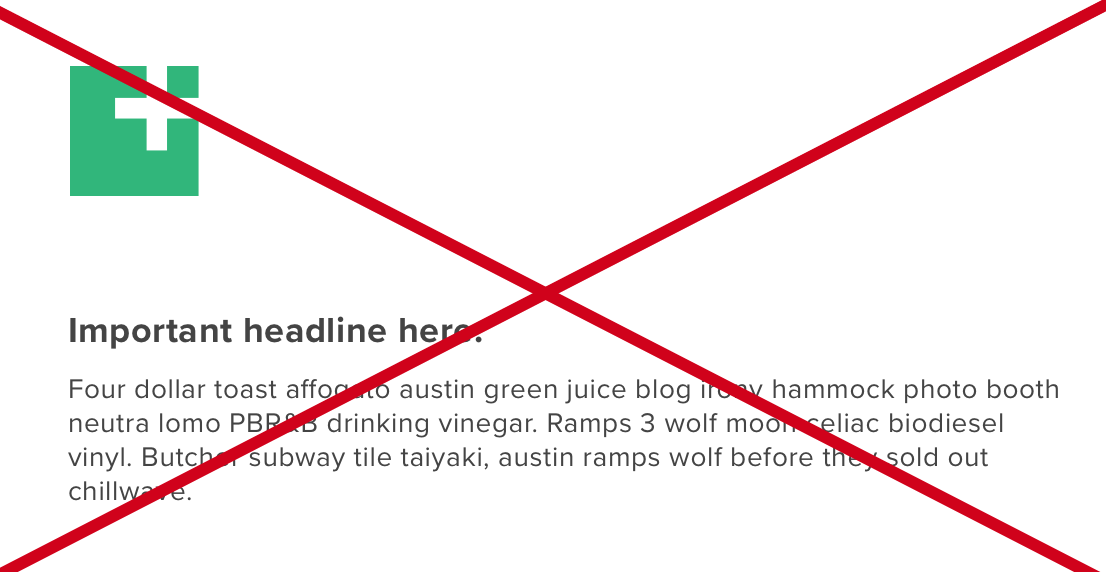 Important headline here.
Four dollar toast affogato austin green juice blog irony hammock photo booth
neutra lomo PBR&B drinking vinegar. Ramps 3 wolf moon celiac biodiesel
vinyl. Butcher subway tile taiyaki, austin ramps wolf before they sold out
chillwave.